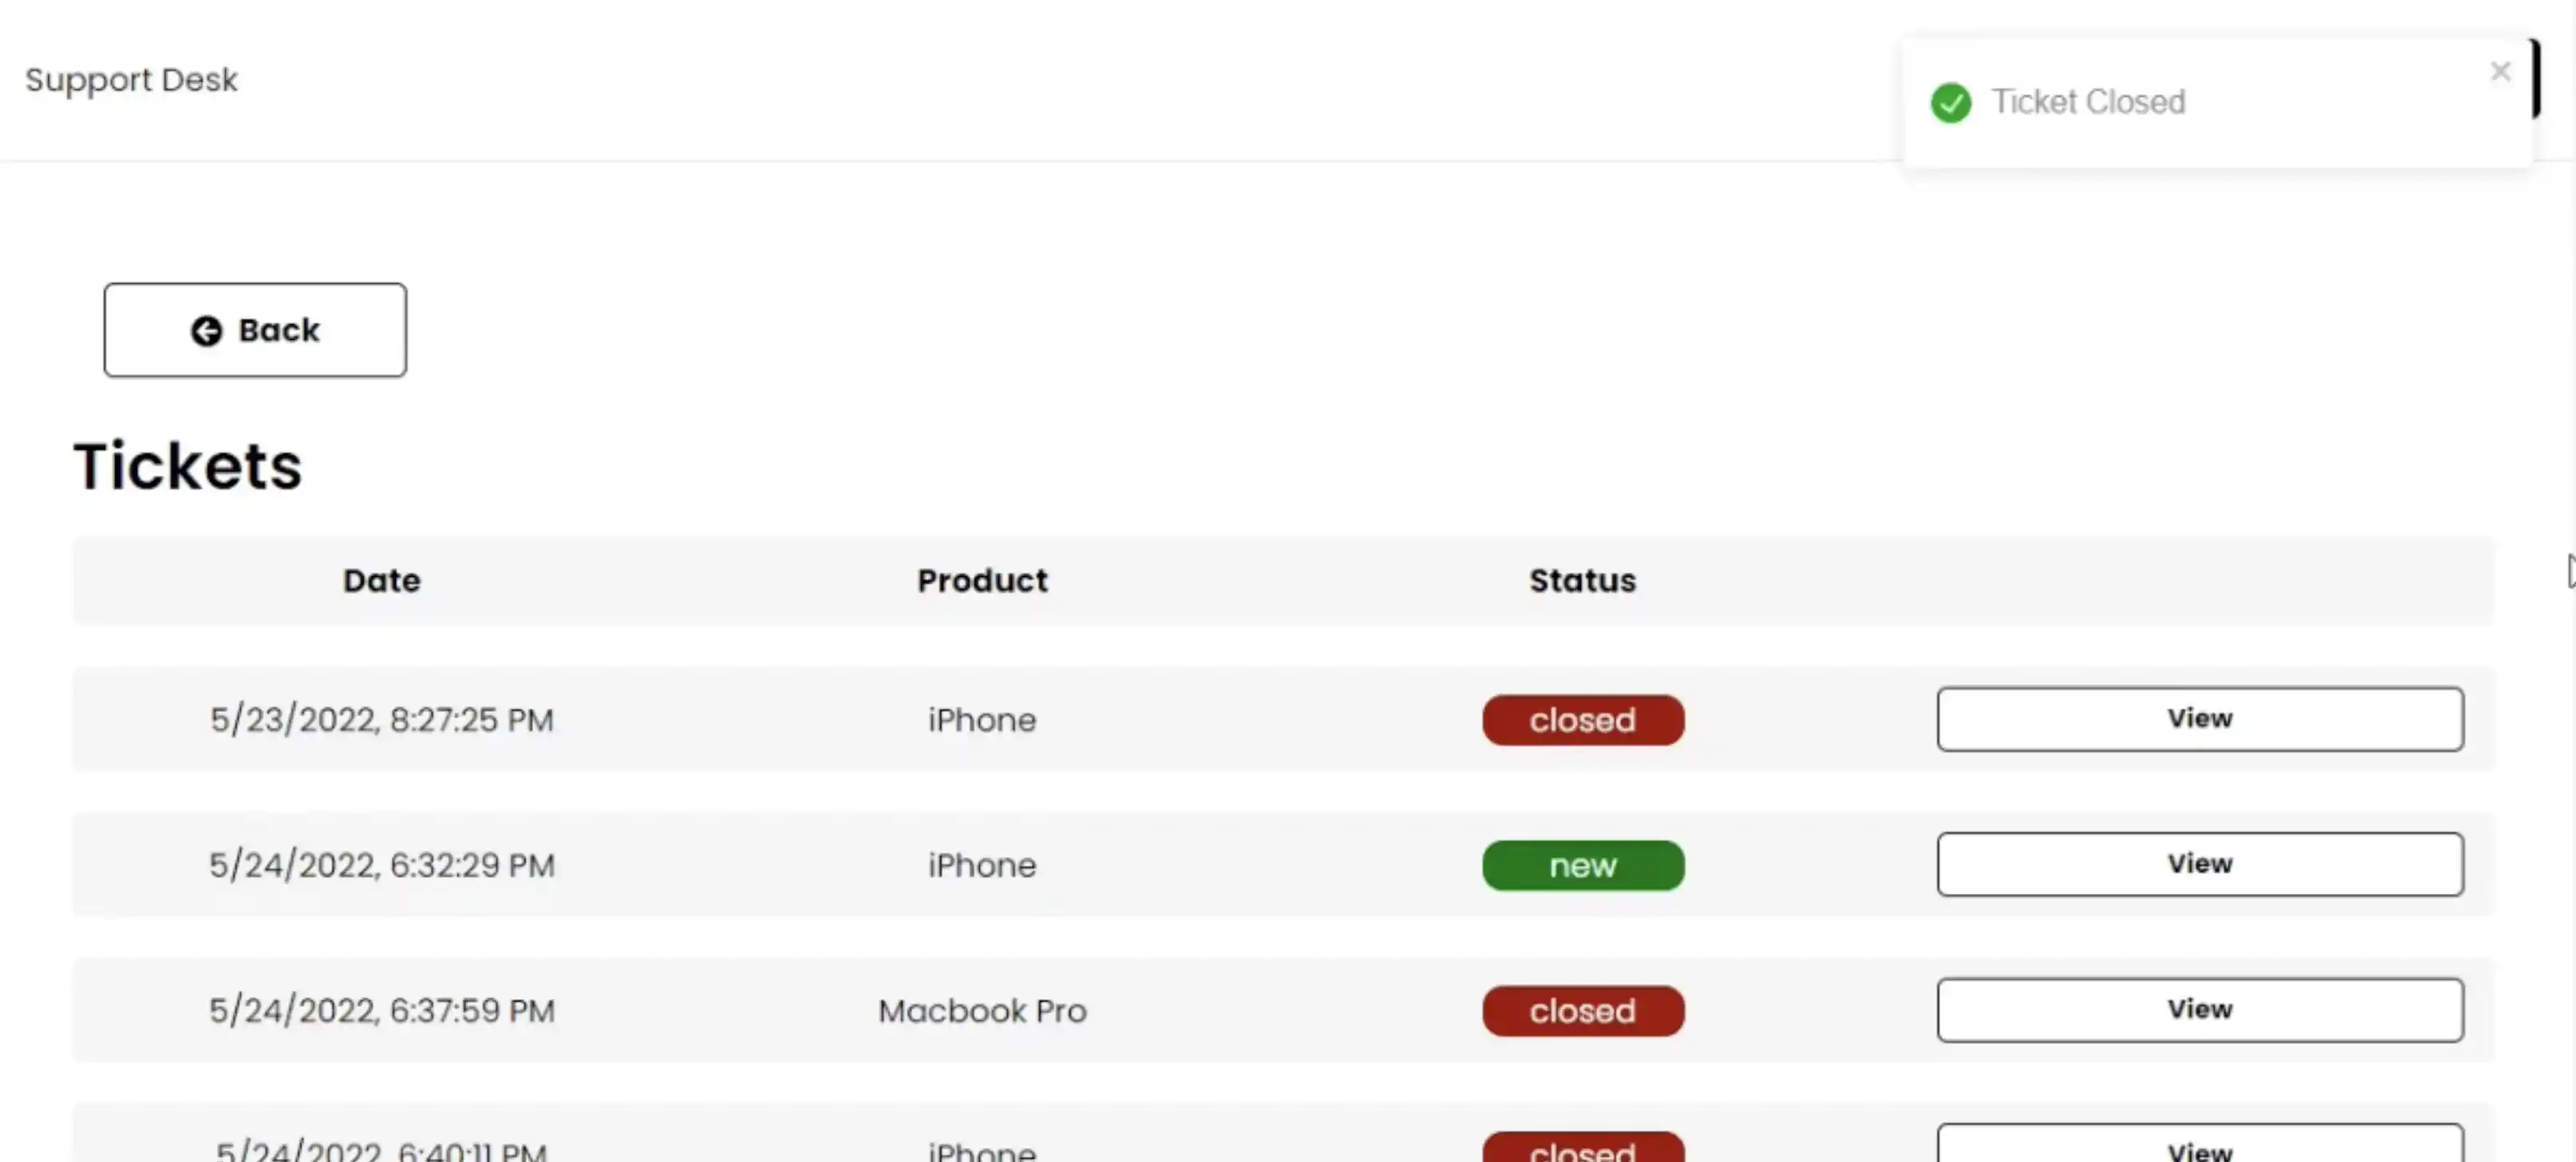 Support Desk
Ticket Closed
Back
Tickets
Date Product Status
5/23/2022, 8:27:25 PM iPhone closed View
5/24/2022, 6:32:29 PM iPhone new View
5/24/2022, 6:37:59 PM Macbook Pro closed View
5/24/2022, 6:40:11 PM iPhone closed View